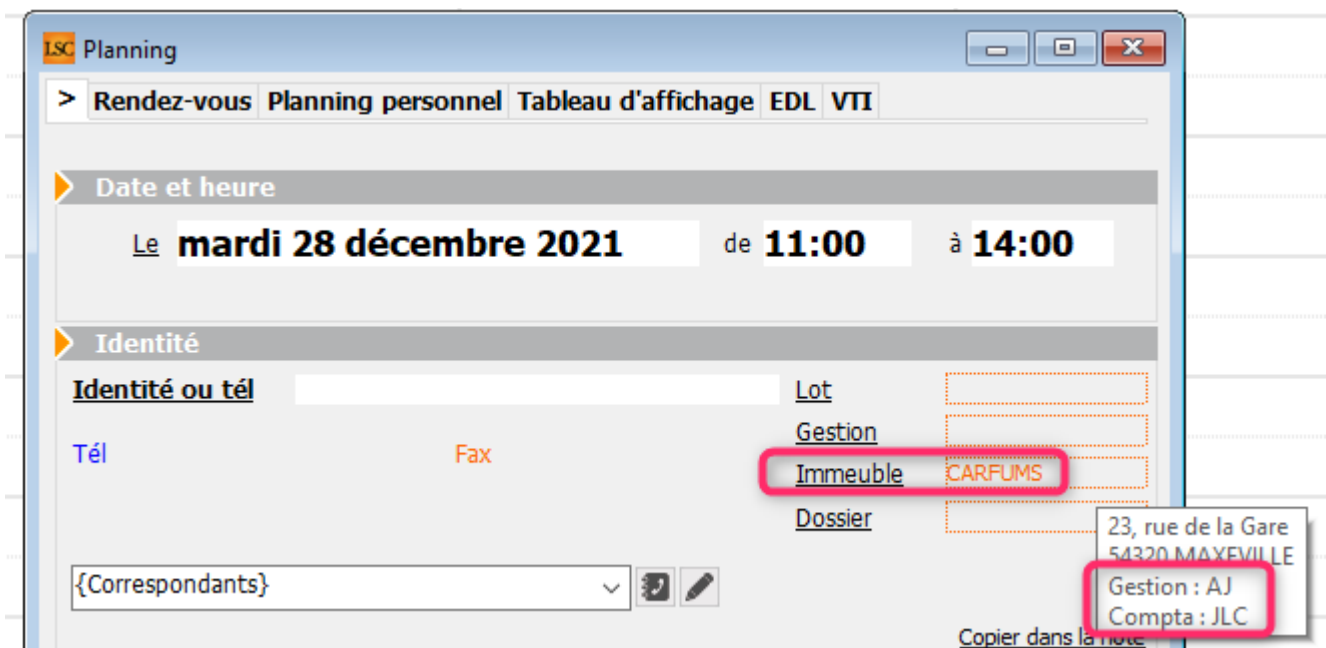 LSC Planning
> Rendez-vous Planning personnel Tableau d'affichage EDL VTI
Date et heure
Le mardi 28 décembre 2021 de 11:00 à 14:00
Identité
Identité ou tél
Lot
Gestion
Tél Fax
Immeuble CARFUMS
Dossier
23, rue de la Gare
54320 MAXEVILLE
Gestion : AJ
Compta : JLC
{Correspondants}
Copier dans la note